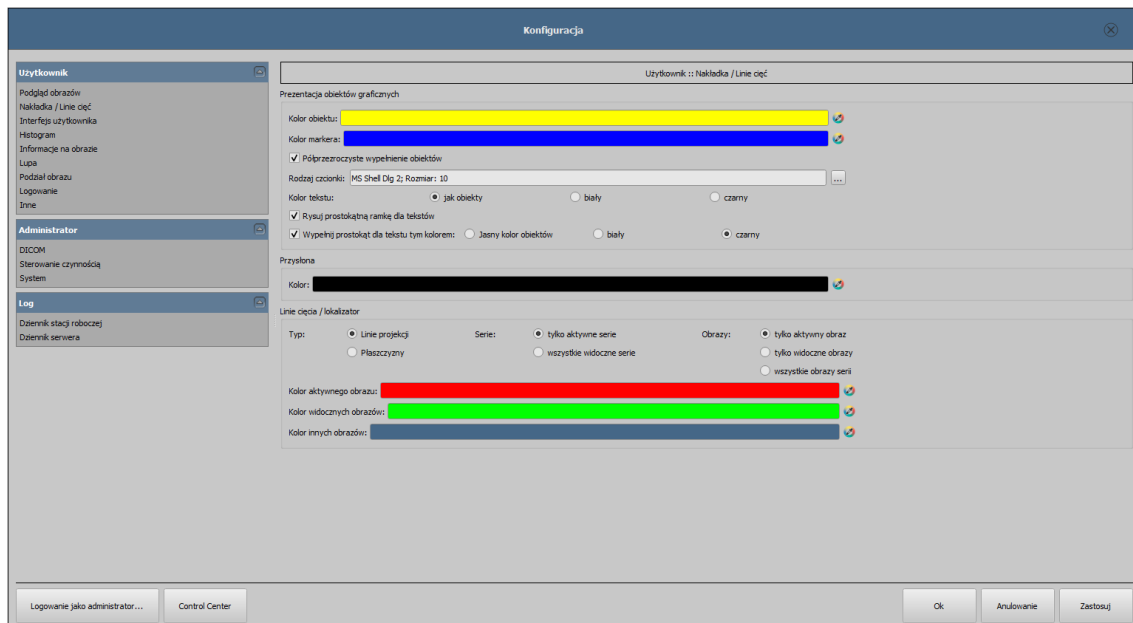 Konfiguracja
Użytkownik
Podgląd obrazów
Nakładka / Linie cięć
Interfejs użytkownika
Histogram
Informacje na obrazie
Lupa
Podział obrazu
Logowanie
Inne
Administrator
DICOM
Sterowanie czynnością
System
Log
Dziennik stacji roboczej
Dziennik serwera
Użytkownik :: Nakładka / Linie cięć
Prezentacja obiektów graficznych
Kolor obiektu:
Kolor markera:
Półprzezroczyste wypełnienie obiektów
Rodzaj czcionki: MS Shell Dlg 2; Rozmiar: 10 ...
Kolor tekstu: jak obiekty biały czarny
Rysuj prostokątną ramkę dla tekstów
Wypełnij prostokąt dla tekstu tym kolorem: Jasny kolor obiektów biały czarny
Przysłona
Kolor:
Linie cięcia / lokalizator
Typ: Linie projekcji Serie: tylko aktywne serie Obrazy: tylko aktywny obraz
Płaszczyzny wszystkie widoczne serie tylko widoczne obrazy
wszystkie obrazy serii
Kolor aktywnego obrazu:
Kolor widocznych obrazów:
Kolor innych obrazów:
Logowanie jako administrator... Control Center Ok Anulowanie Zastosuj